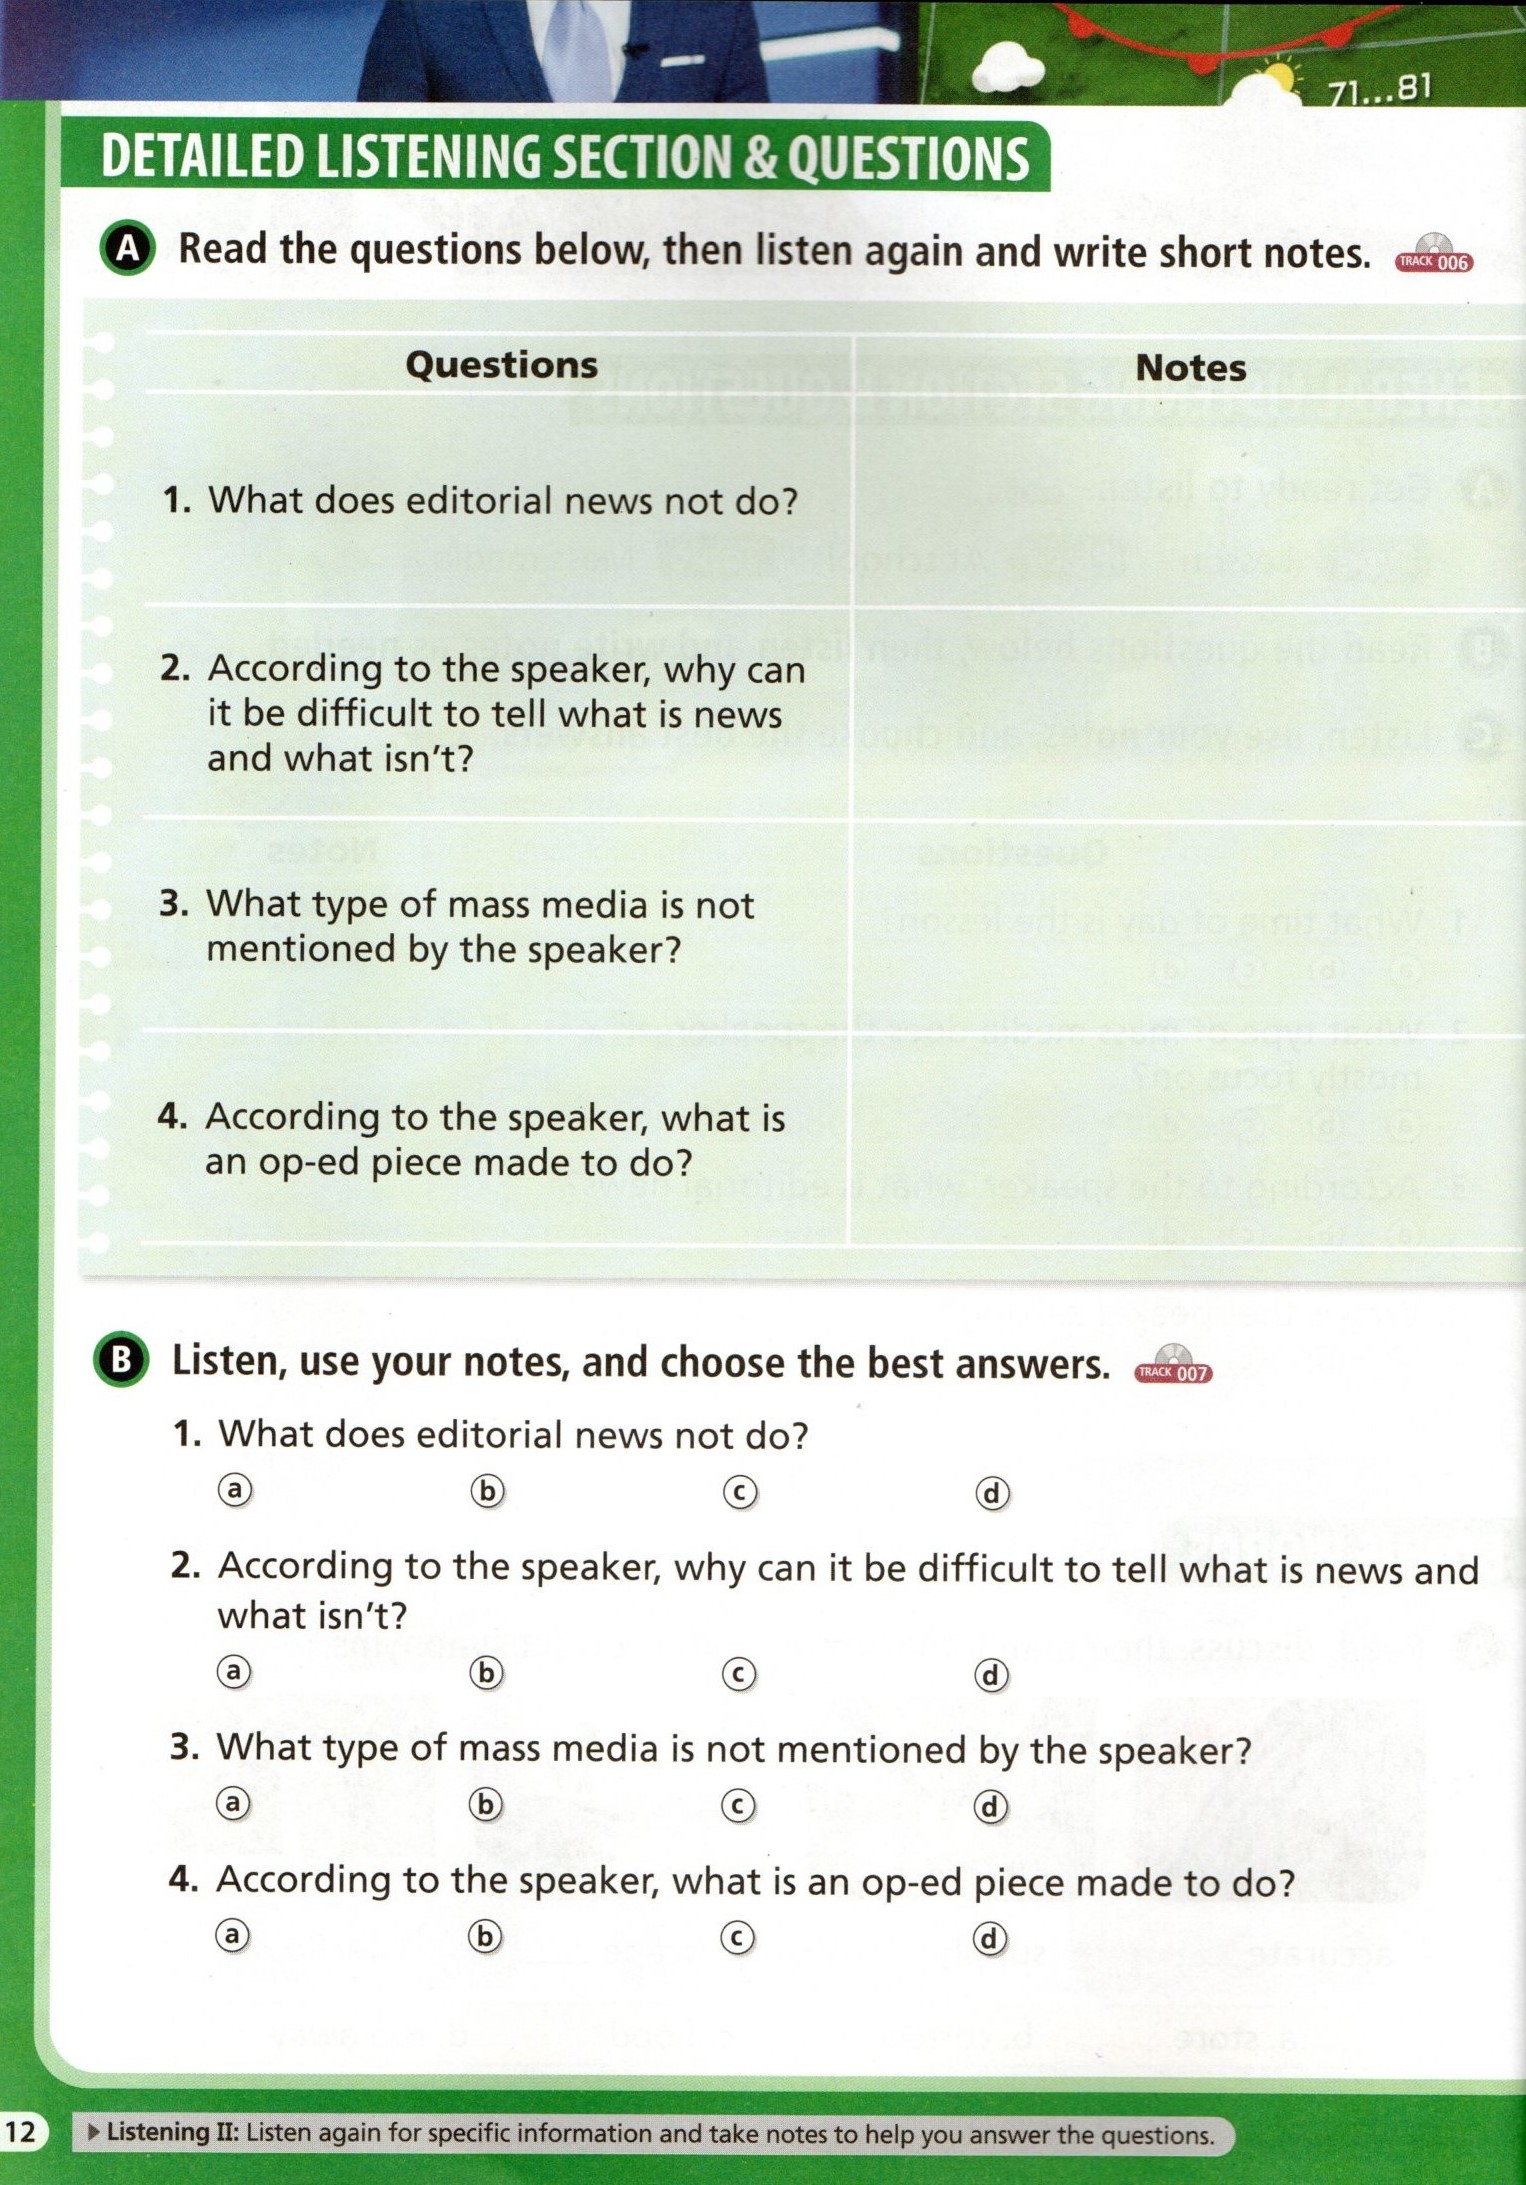 71...81
DETAILED LISTENING SECTION & QUESTIONS
A Read the questions below, then listen again and write short notes. TRACK 006
Questions Notes
1. What does editorial news not do?
2. According to the speaker, why can
it be difficult to tell what is news
and what isn't?
3. What type of mass media is not
mentioned by the speaker?
4. According to the speaker, what is
an op-ed piece made to do?
B Listen, use your notes, and choose the best answers. TRACK 007
1. What does editorial news not do?
a b c d
2. According to the speaker, why can it be difficult to tell what is news and
what isn't?
a b c d
3. What type of mass media is not mentioned by the speaker?
a b c d
4. According to the speaker, what is an op-ed piece made to do?
a b c d
12 Listening II: Listen again for specific information and take notes to help you answer the questions.